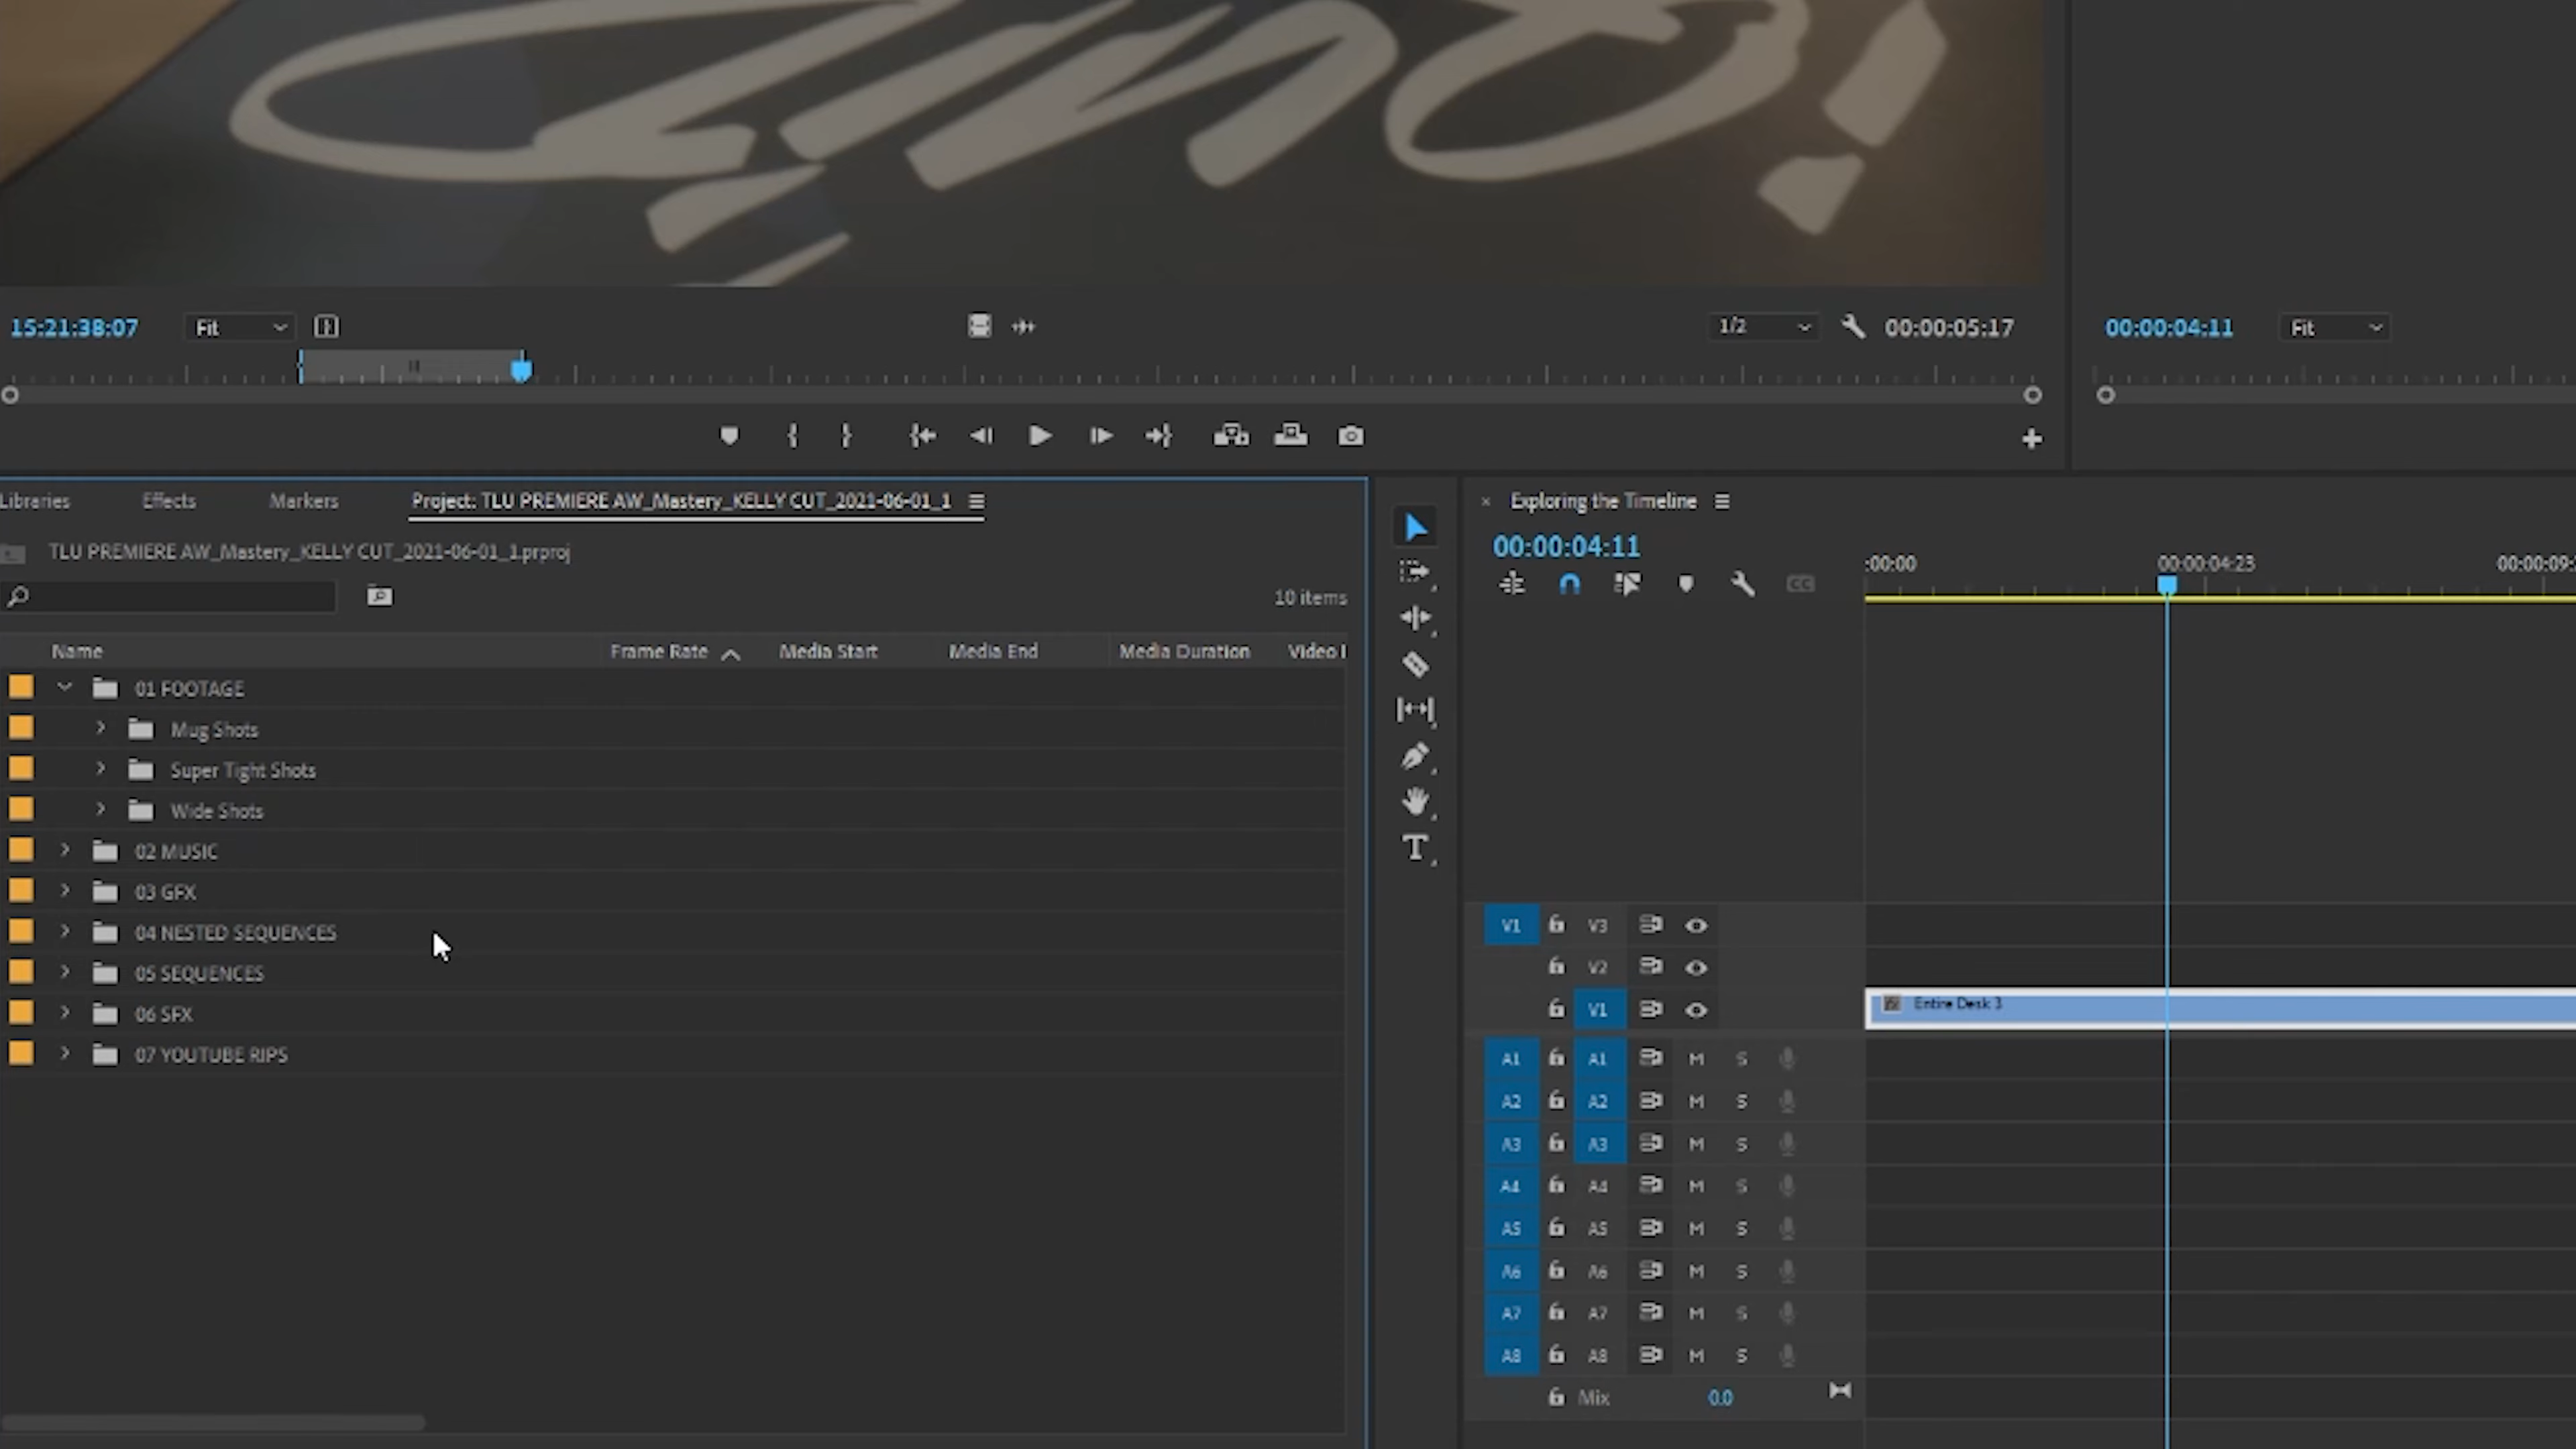 15:21:38:07 Fit 1/2 00:00:05:17 00:00:04:11 Fit
Libraries Effects Markers Project: TLU PREMIERE AW_Mastery_KELLY CUT_2021-06-01_1
TLU PREMIERE AW_Mastery_KELLY CUT_2021-06-01_1.prproj
10 items
Name Frame Rate Media Start Media End Media Duration Video I
01 FOOTAGE
Mug Shots
Super Tight Shots
Wide Shots
02 MUSIC
03 GFX
04 NESTED SEQUENCES
05 SEQUENCES
06 SFX
07 YOUTUBE RIPS
T
Exploring the Timeline
00:00:04:11
:00:00 00:00:04:23 00:00:09:
CC
V1 V3
V2
V1
Entire Desk 3
A1 A1 M S
A2 A2 M S
A3 A3 M S
A4 A4 M S
A5 A5 M S
A6 A6 M S
A7 A7 M S
A8 A8 M S
Mix 0.0